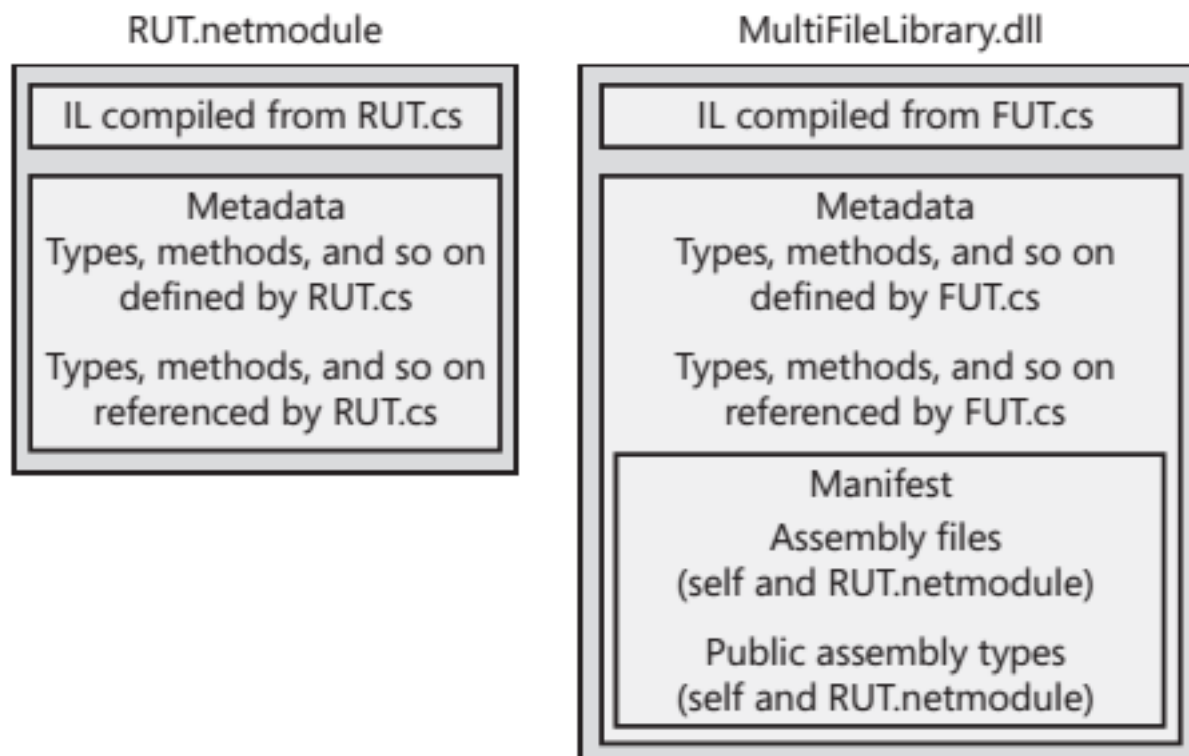 RUT.netmodule
IL compiled from RUT.cs
Metadata
Types, methods, and so on
defined by RUT.cs
Types, methods, and so on
referenced by RUT.cs
MultiFileLibrary.dll
IL compiled from FUT.cs
Metadata
Types, methods, and so on
defined by FUT.cs
Types, methods, and so on
referenced by FUT.cs
Manifest
Assembly files
(self and RUT.netmodule)
Public assembly types
(self and RUT.netmodule)